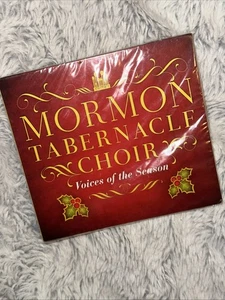 MORMON
TABERNACLE
CHOIR
Voices of the Season